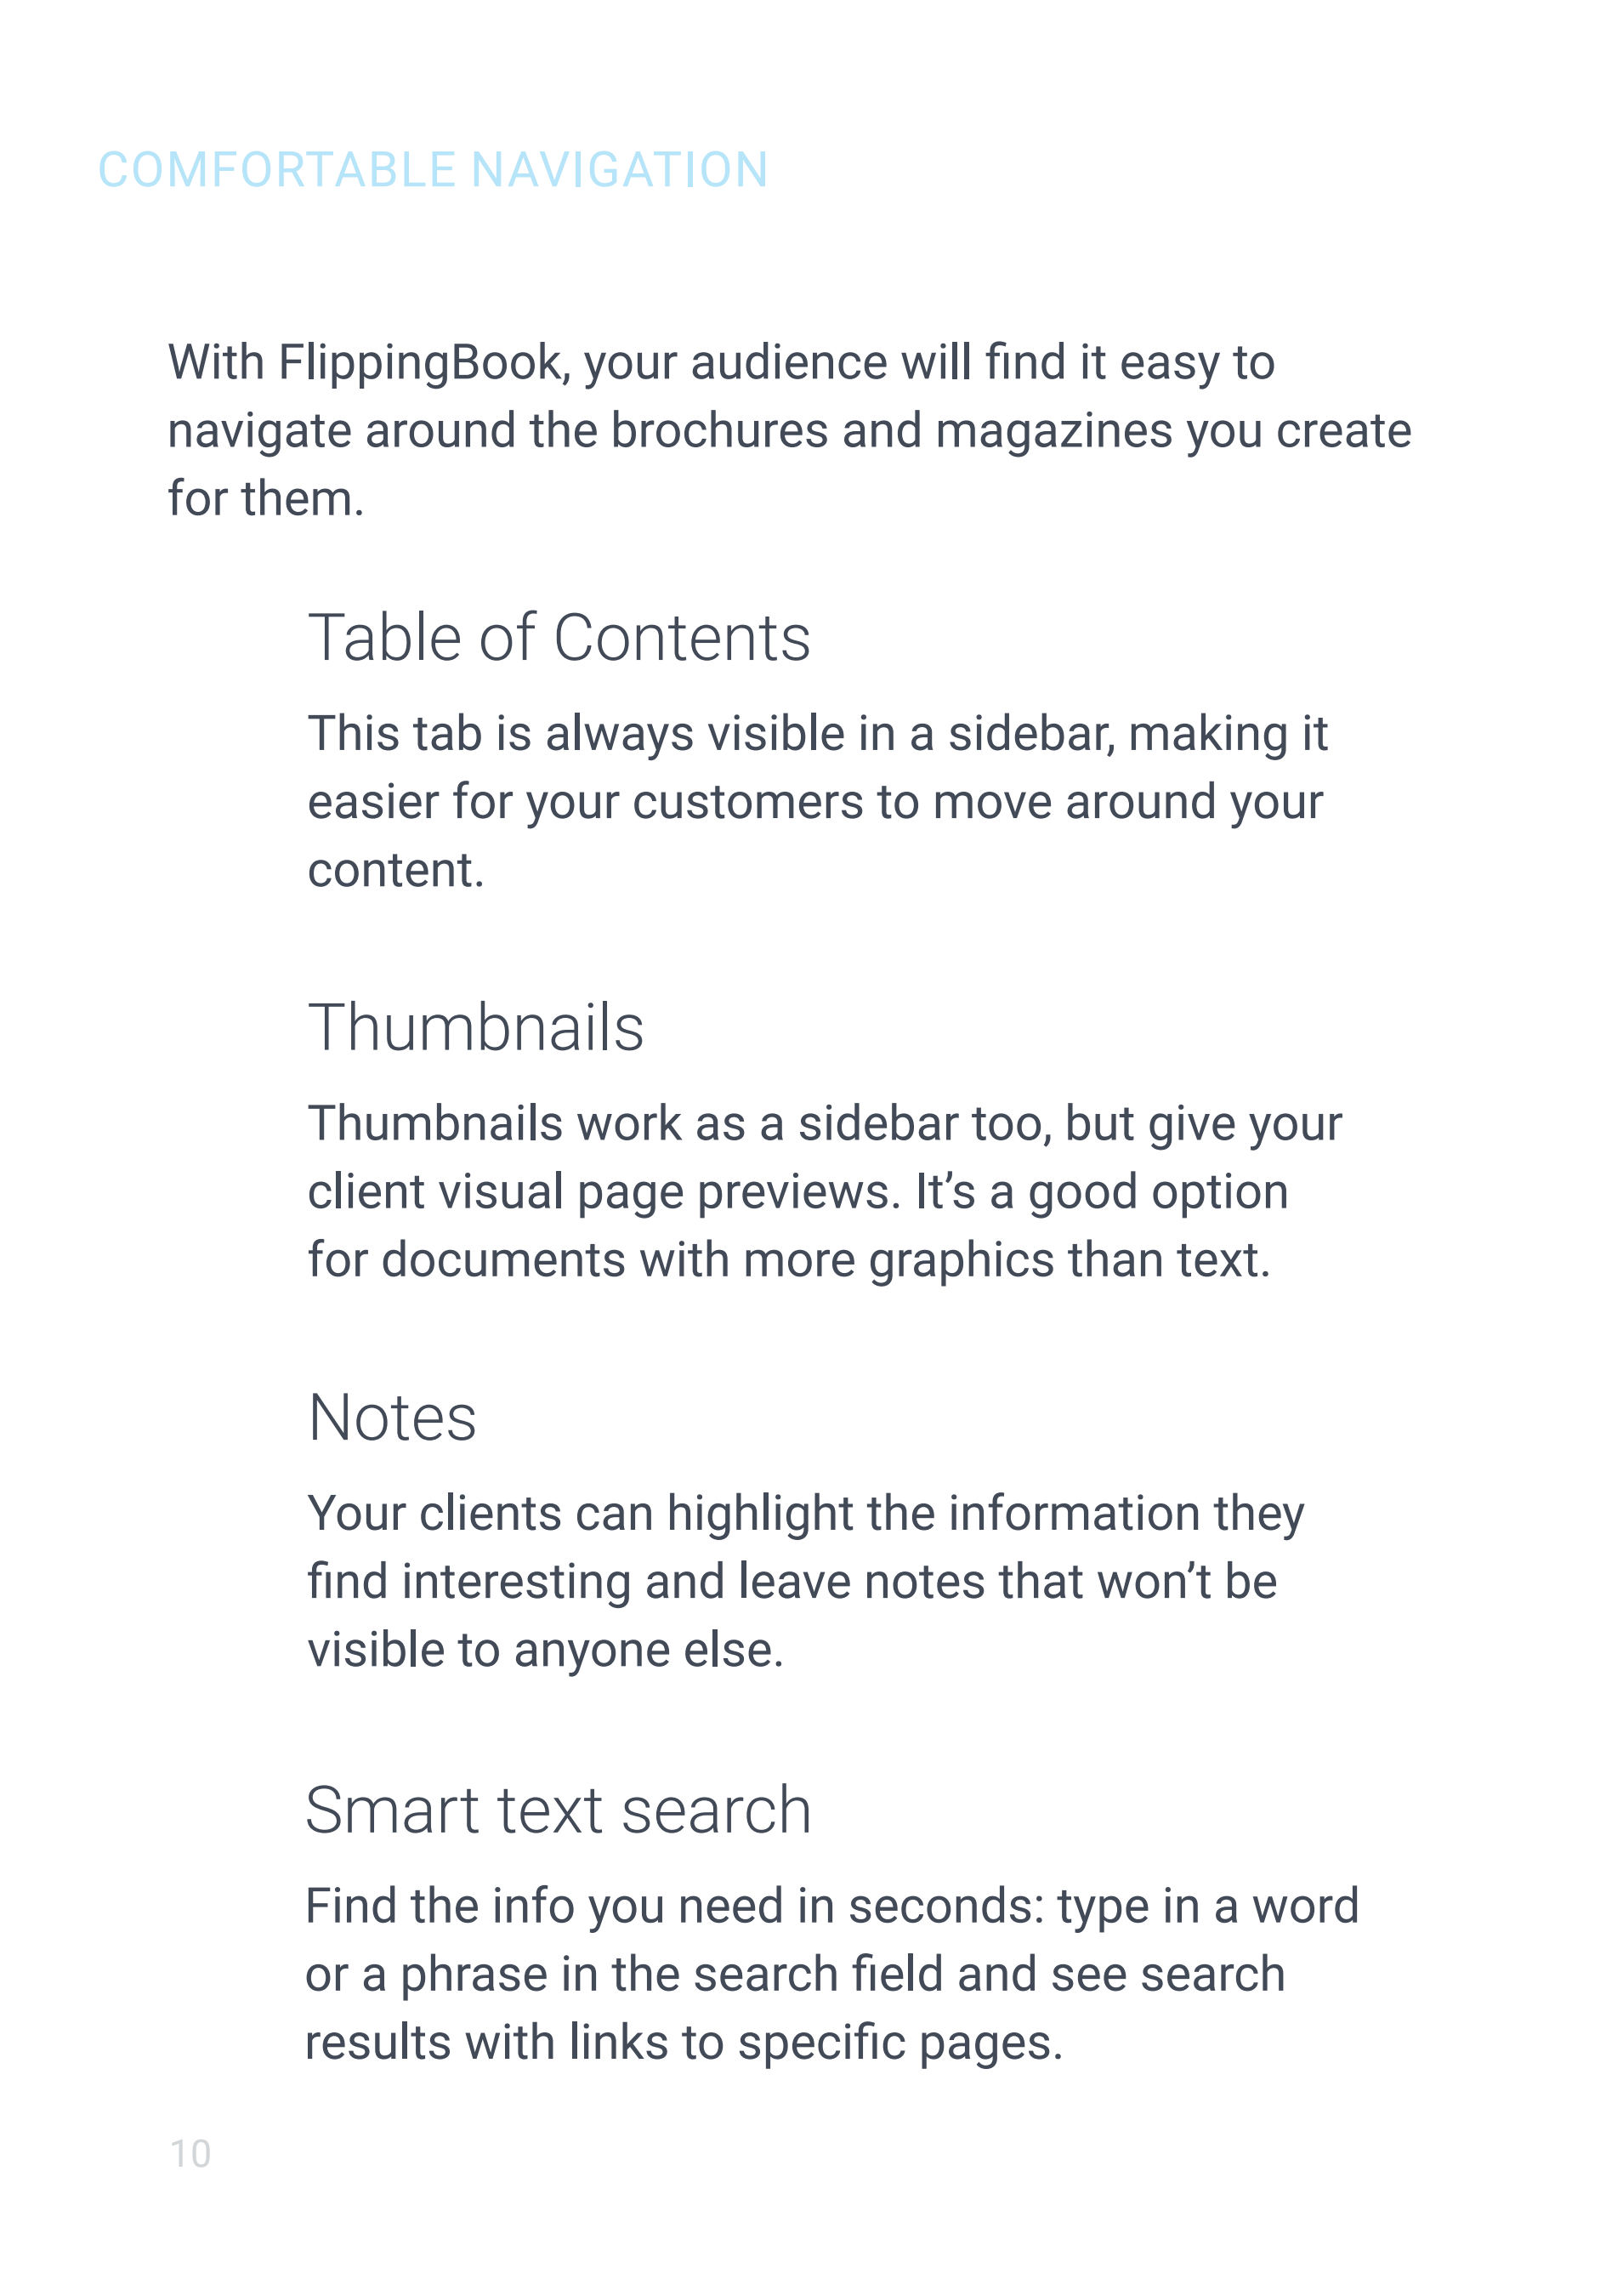 COMFORTABLE NAVIGATION
With FlippingBook, your audience will find it easy to
navigate around the brochures and magazines you create
for them.
Table of Contents
This tab is always visible in a sidebar, making it
easier for your customers to move around your
content.
Thumbnails
Thumbnails work as a sidebar too, but give your
client visual page previews. It’s a good option
for documents with more graphics than text.
Notes
Your clients can highlight the information they
find interesting and leave notes that won’t be
visible to anyone else.
Smart text search
Find the info you need in seconds: type in a word
or a phrase in the search field and see search
results with links to specific pages.
10